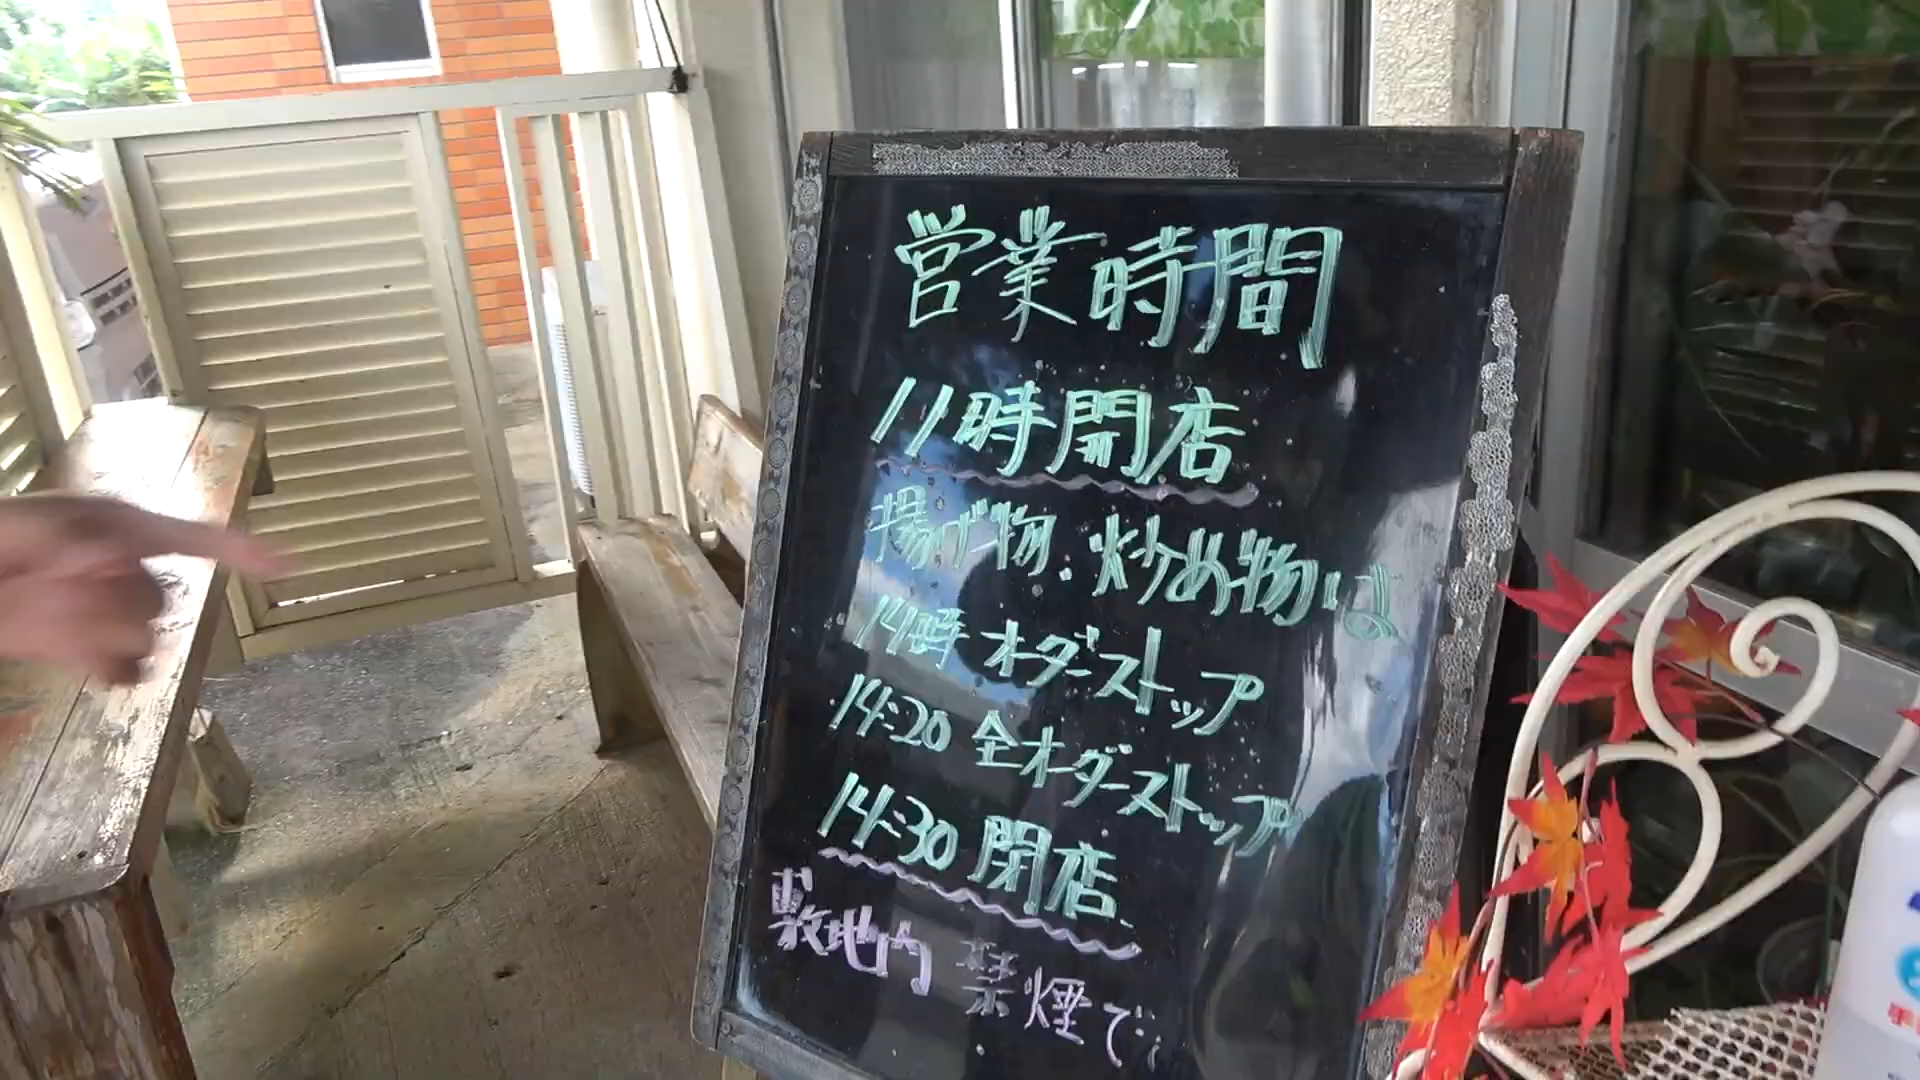 営業時間
11時開店
揚げ物.炒め物は
14時オーダーストップ
14:20 全オーダーストップ
14:30 閉店
敷地内 禁煙で
手